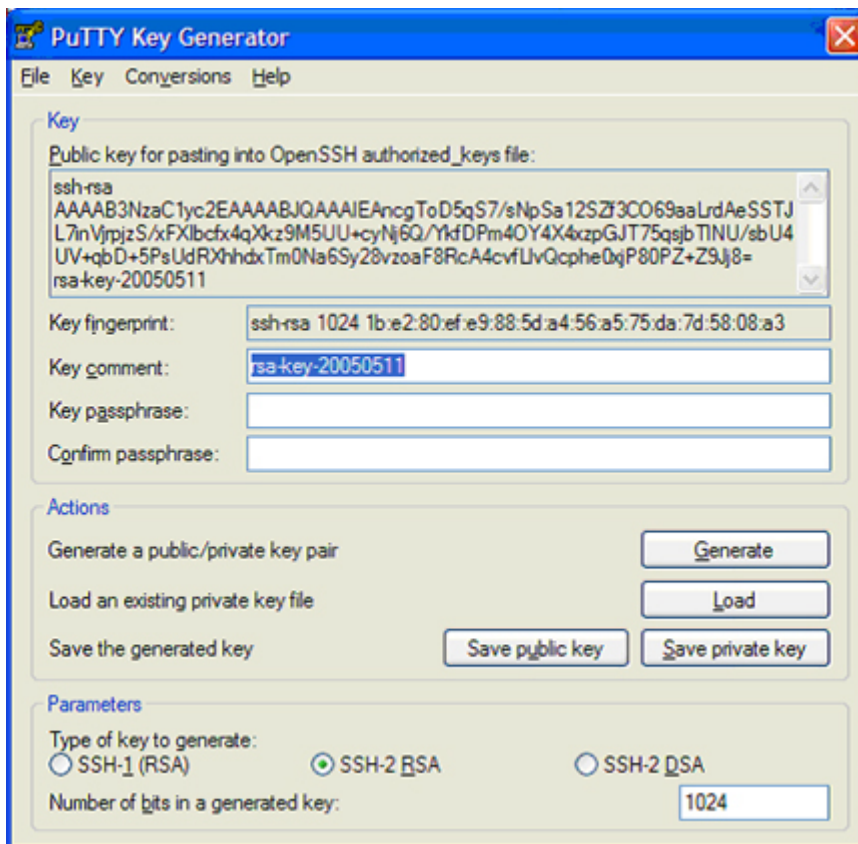 PuTTY Key Generator
File Key Conversions Help
Key
Public key for pasting into OpenSSH authorized_keys file:
ssh-rsa
AAAAB3NzaC1yc2EAAAABJQAAAIEAncgToD5qS7/sNpSa12SZf3CO69aaLrdAeSSTJ
L7inVjrpjzS/xFXIbcfx4qXkz9M5UU+cyNj6Q/YkfDPm4OY4X4xzpGJT75qsjbTINU/sbU4
UV+qbD+5PsUdRXhhdxTm0Na6Sy28vzoaF8RcA4cvfLIvQcphe0xjP80PZ+Z9Jj8=
rsa-key-20050511
Key fingerprint: ssh-rsa 1024 1b:e2:80:ef:e9:88:5d:a4:56:a5:75:da:7d:58:08:a3
Key comment: rsa-key-20050511
Key passphrase:
Confirm passphrase:
Actions
Generate a public/private key pair Generate
Load an existing private key file Load
Save the generated key Save public key Save private key
Parameters
Type of key to generate:
SSH-1 (RSA) SSH-2 RSA SSH-2 DSA
Number of bits in a generated key: 1024